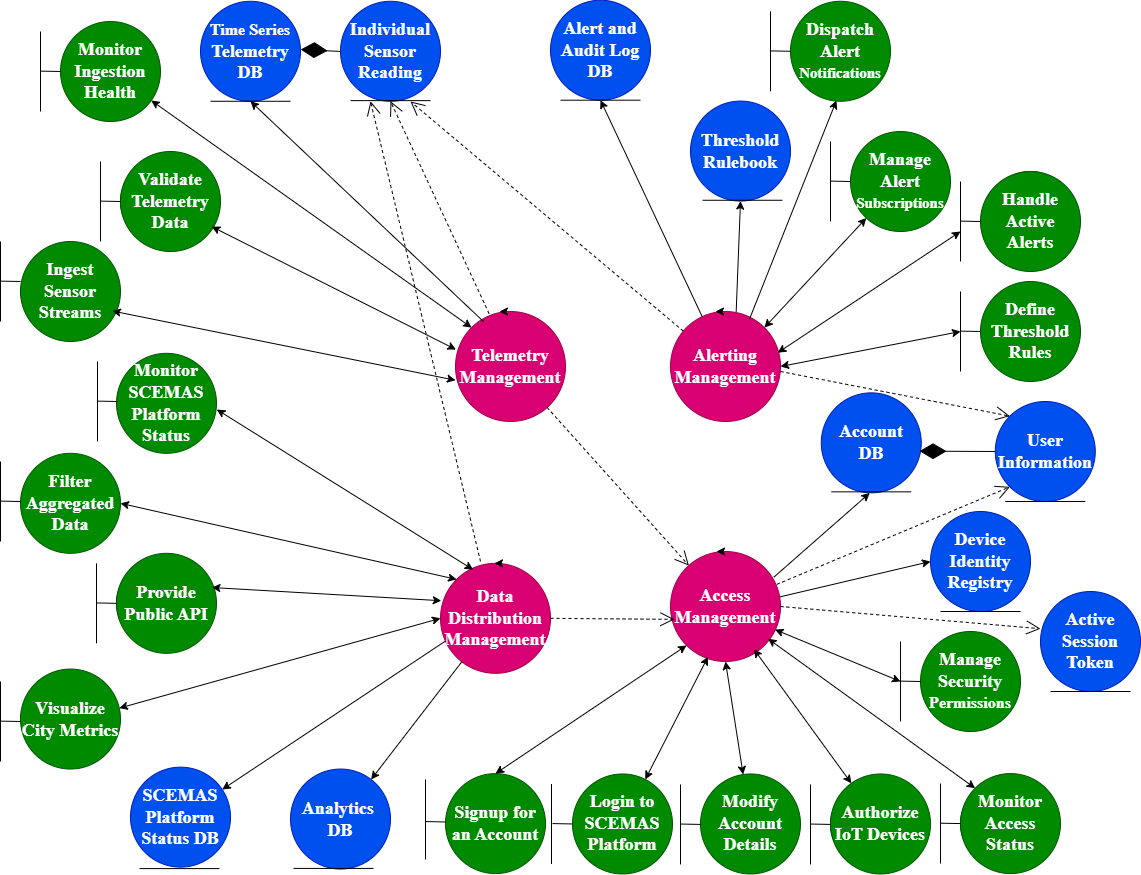 Monitor
Ingestion
Health
Time Series
Telemetry
DB
Individual
Sensor
Reading
Alert and
Audit Log
DB
Dispatch
Alert
Notifications
Threshold
Rulebook
Manage
Alert
Subscriptions
Validate
Telemetry
Data
Handle
Active
Alerts
Ingest
Sensor
Streams
Define
Threshold
Rules
Telemetry
Management
Alerting
Management
Monitor
SCEMAS
Platform
Status
Account
DB
User
Information
Filter
Aggregated
Data
Device
Identity
Registry
Provide
Public API
Data
Distribution
Management
Access
Management
Active
Session
Token
Manage
Security
Permissions
Visualize
City Metrics
SCEMAS
Platform
Status DB
Analytics
DB
Signup for
an Account
Login to
SCEMAS
Platform
Modify
Account
Details
Authorize
IoT Devices
Monitor
Access
Status